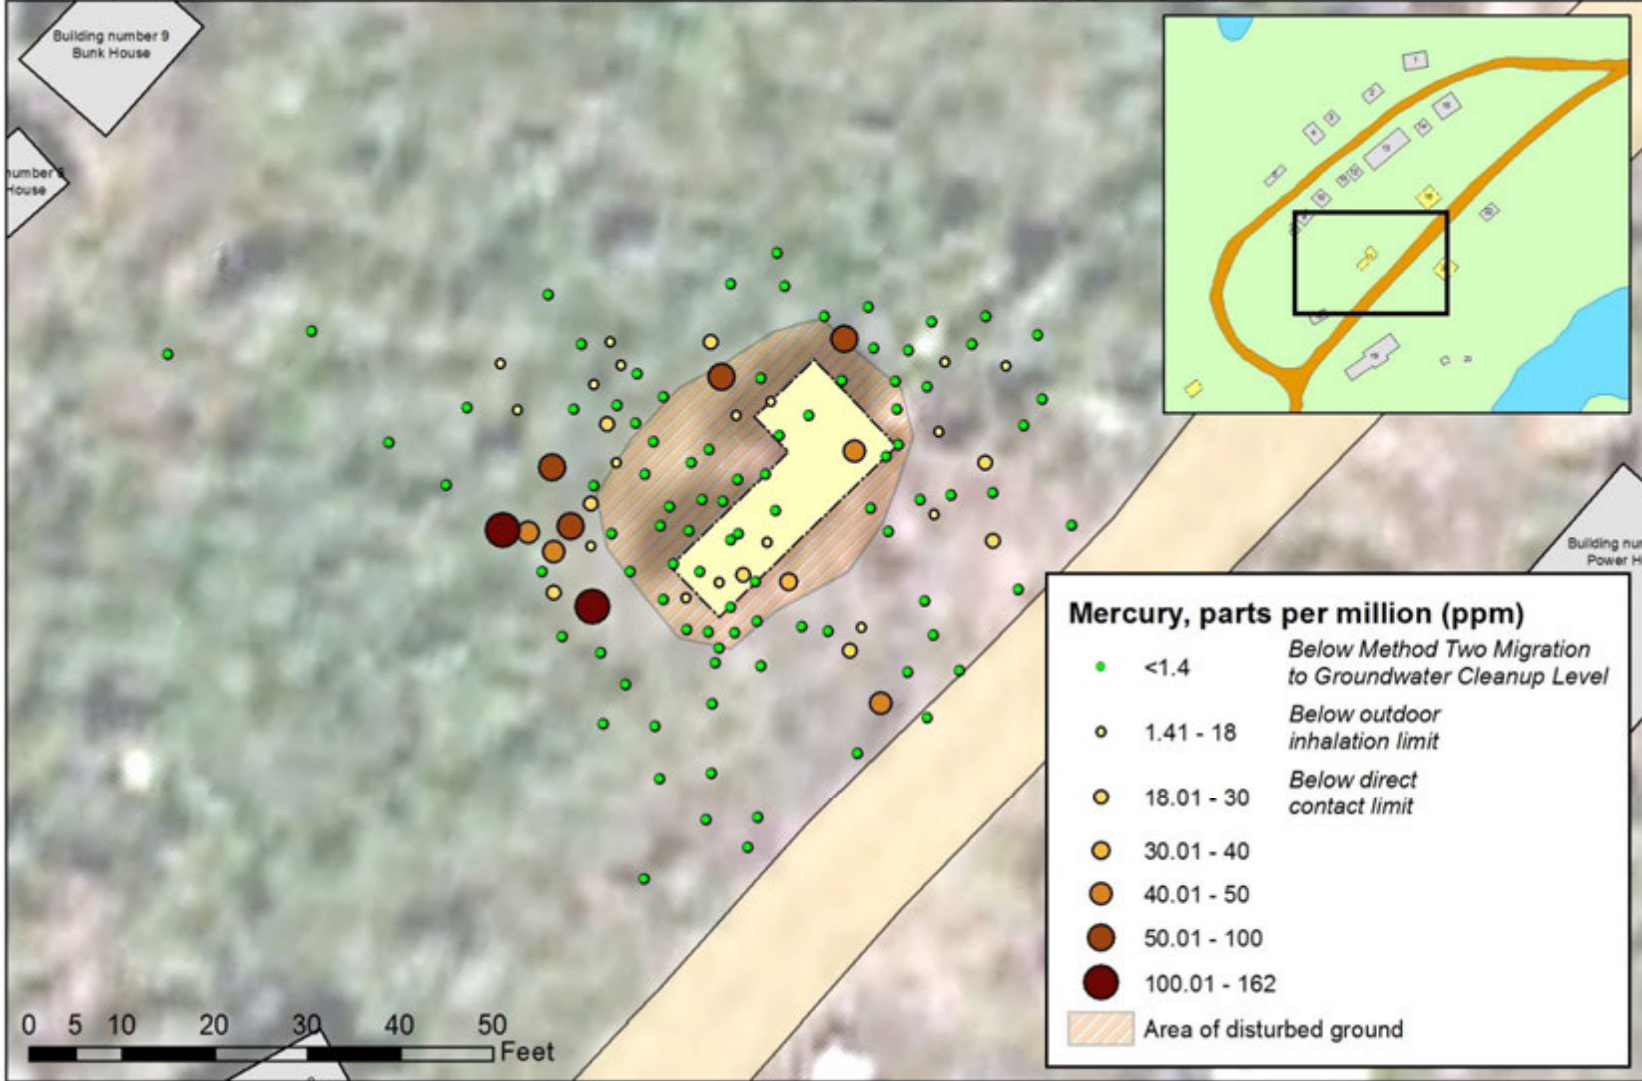 Building number 9
Bunk House
number
House
Building nu
Power H
Mercury, parts per million (ppm)
<1.4
Below Method Two Migration
to Groundwater Cleanup Level
1.41 - 18
Below outdoor
inhalation limit
18.01 - 30
Below direct
contact limit
30.01 - 40
40.01 - 50
50.01 - 100
100.01 - 162
Area of disturbed ground
0 5 10 20 30 40 50
Feet